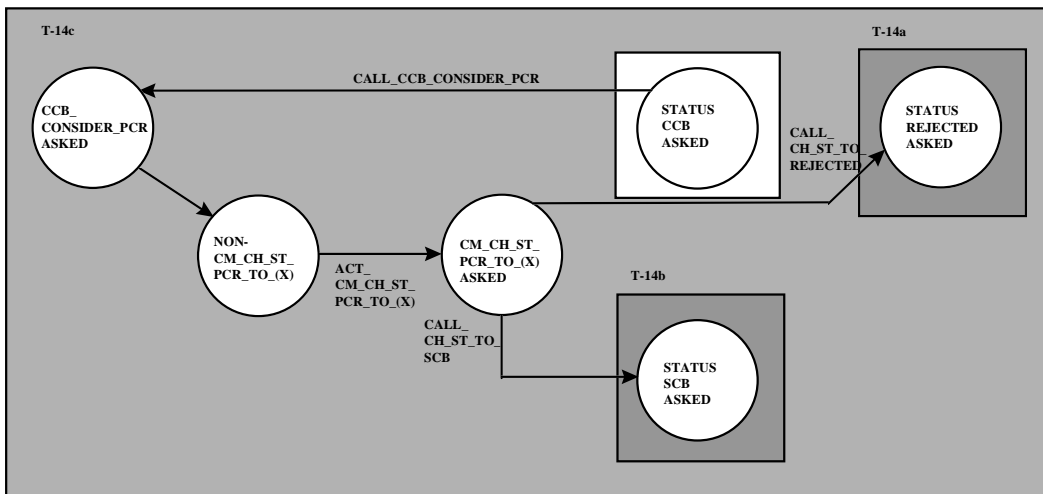 T-14c
T-14a
CALL_CCB_CONSIDER_PCR
CCB_
CONSIDER_PCR
ASKED
STATUS
CCB
ASKED
CALL_
CH_ST_TO_
REJECTED
STATUS
REJECTED
ASKED
NON-
CM_CH_ST_
PCR_TO_(X)
ACT_
CM_CH_ST_
PCR_TO_(X)
CM_CH_ST_
PCR_TO_(X)
ASKED
CALL_
CH_ST_TO_
SCB
T-14b
STATUS
SCB
ASKED